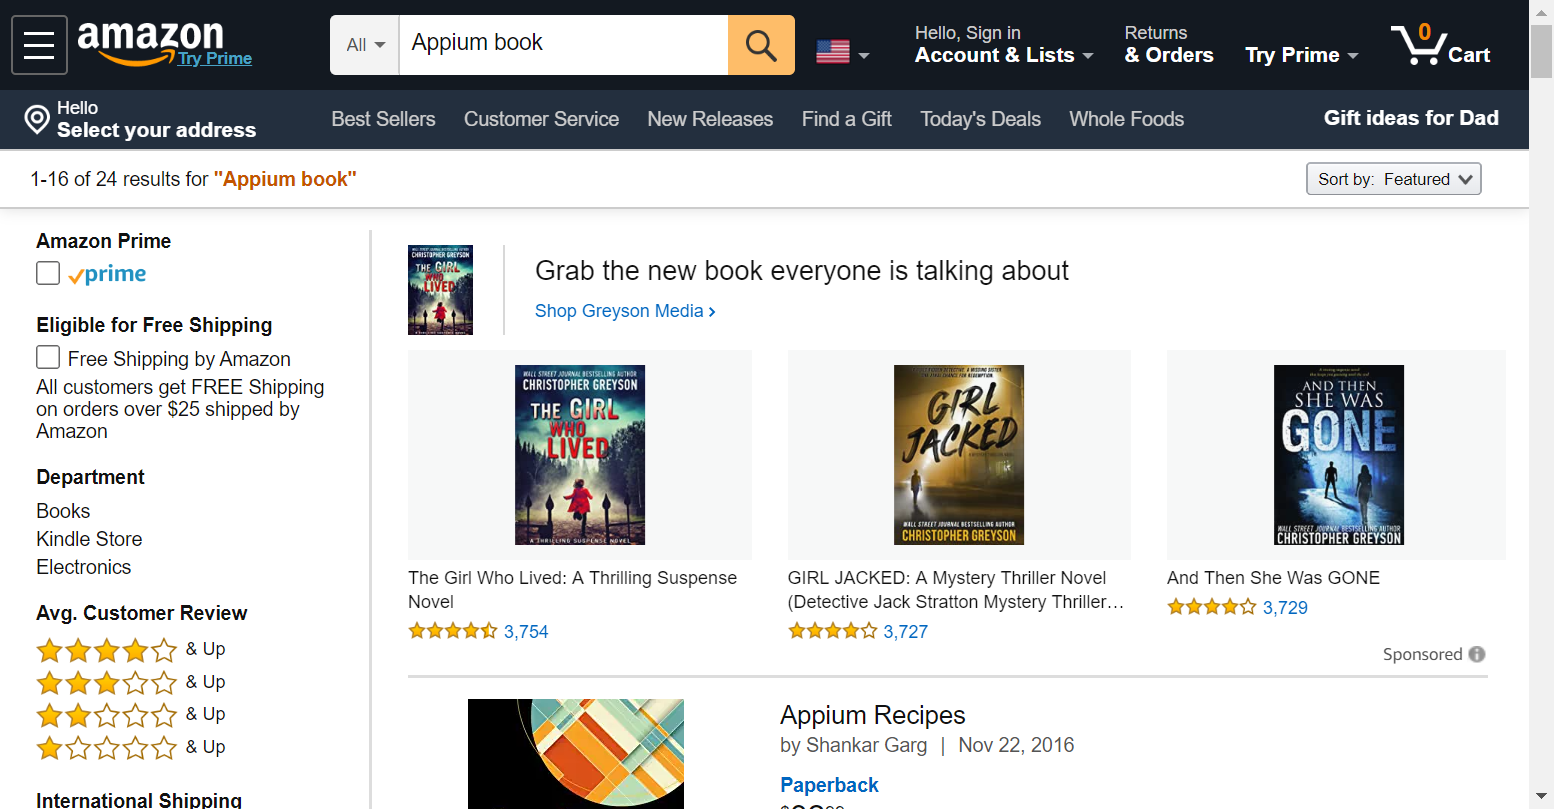 amazon
Try Prime
All
Appium book
Hello, Sign in
Account & Lists
Returns
& Orders
Try Prime
0
Cart
Hello
Select your address
Best Sellers
Customer Service
New Releases
Find a Gift
Today's Deals
Whole Foods
Gift ideas for Dad
1-16 of 24 results for "Appium book"
Sort by: Featured
Amazon Prime
prime
Eligible for Free Shipping
Free Shipping by Amazon
All customers get FREE Shipping
on orders over $25 shipped by
Amazon
Department
Books
Kindle Store
Electronics
Avg. Customer Review
& Up
& Up
& Up
& Up
International Shipping
CHRISTOPHER GREYSON
THE GIRL
WHO
LIVED
Grab the new book everyone is talking about
Shop Greyson Media ›
WALL STREET JOURNAL BESTSELLING AUTHOR
CHRISTOPHER GREYSON
THE GIRL
WHO
LIVED
A THRILLING SUSPENSE NOVEL
The Girl Who Lived: A Thrilling Suspense
Novel
3,754
GIRL
JACKED
WALL STREET JOURNAL BESTSELLING AUTHOR
CHRISTOPHER GREYSON
GIRL JACKED: A Mystery Thriller Novel
(Detective Jack Stratton Mystery Thriller…
3,727
AND THEN
SHE WAS
GONE
WALL STREET JOURNAL BESTSELLING AUTHOR
CHRISTOPHER GREYSON
And Then She Was GONE
3,729
Sponsored
Appium Recipes
by Shankar Garg | Nov 22, 2016
Paperback